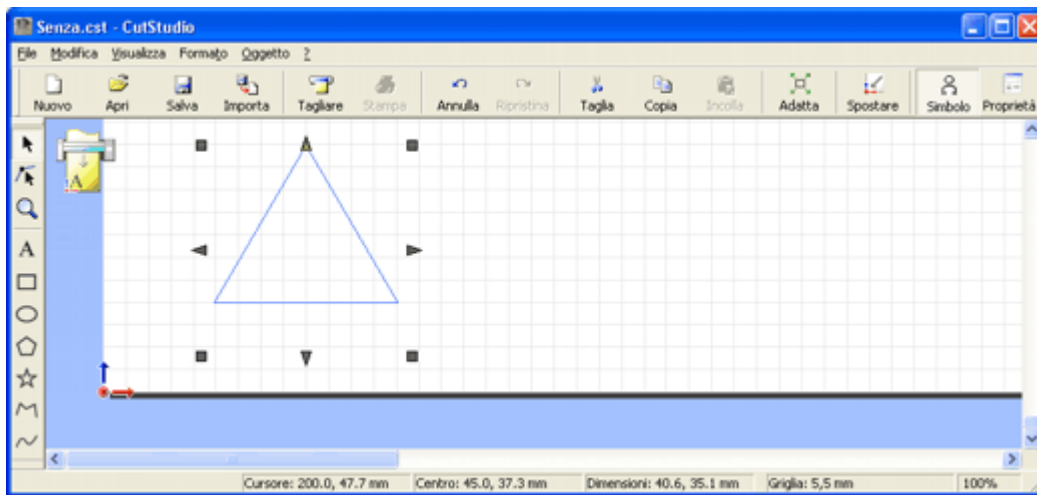 Senza.cst - CutStudio
File Modifica Visualizza Formato Oggetto ?
Nuovo Apri Salva Importa Tagliare Stampa Annulla Ripristina Taglia Copia Incolla Adatta Spostare Simbolo Proprietà
A
A
Cursore: 200.0, 47.7 mm Centro: 45.0, 37.3 mm Dimensioni: 40.6, 35.1 mm Griglia: 5,5 mm 100%